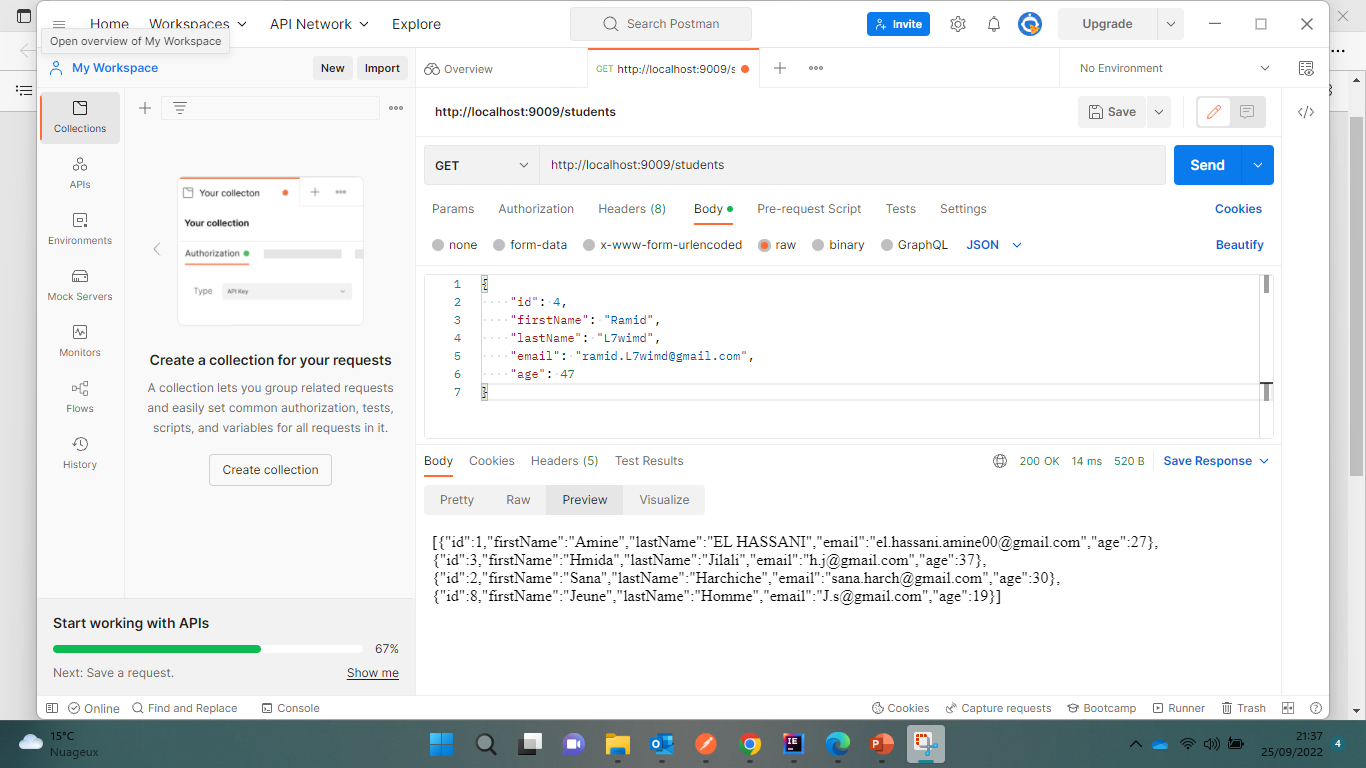 Home Workspaces API Network Explore Search Postman Invite Upgrade
Open overview of My Workspace
My Workspace New Import Overview GET http://localhost:9009/s No Environment
Collections
APIs
Environments
Mock Servers
Monitors
Flows
History
Your collecton
Your collection
Authorization
Type API Key
Create a collection for your requests
A collection lets you group related requests
and easily set common authorization, tests,
scripts, and variables for all requests in it.
Create collection
Start working with APIs
67%
Next: Save a request. Show me
http://localhost:9009/students Save
GET http://localhost:9009/students Send
Params Authorization Headers (8) Body Pre-request Script Tests Settings Cookies
none form-data x-www-form-urlencoded raw binary GraphQL JSON Beautify
1 {
2 "id": 4,
3 "firstName": "Ramid",
4 "lastName": "L7wimd",
5 "email": "ramid.L7wimd@gmail.com",
6 "age": 47
7 }
Body Cookies Headers (5) Test Results 200 OK 14 ms 520 B Save Response
Pretty Raw Preview Visualize
[{"id":1,"firstName":"Amine","lastName":"EL HASSANI","email":"el.hassani.amine00@gmail.com","age":27},
{"id":3,"firstName":"Hmida","lastName":"Jilali","email":"h.j@gmail.com","age":37},
{"id":2,"firstName":"Sana","lastName":"Harchiche","email":"sana.harch@gmail.com","age":30},
{"id":8,"firstName":"Jeune","lastName":"Homme","email":"J.s@gmail.com","age":19}]
Online Find and Replace Console Cookies Capture requests Bootcamp Runner Trash
15°C
Nuageux
21:37
25/09/2022
4